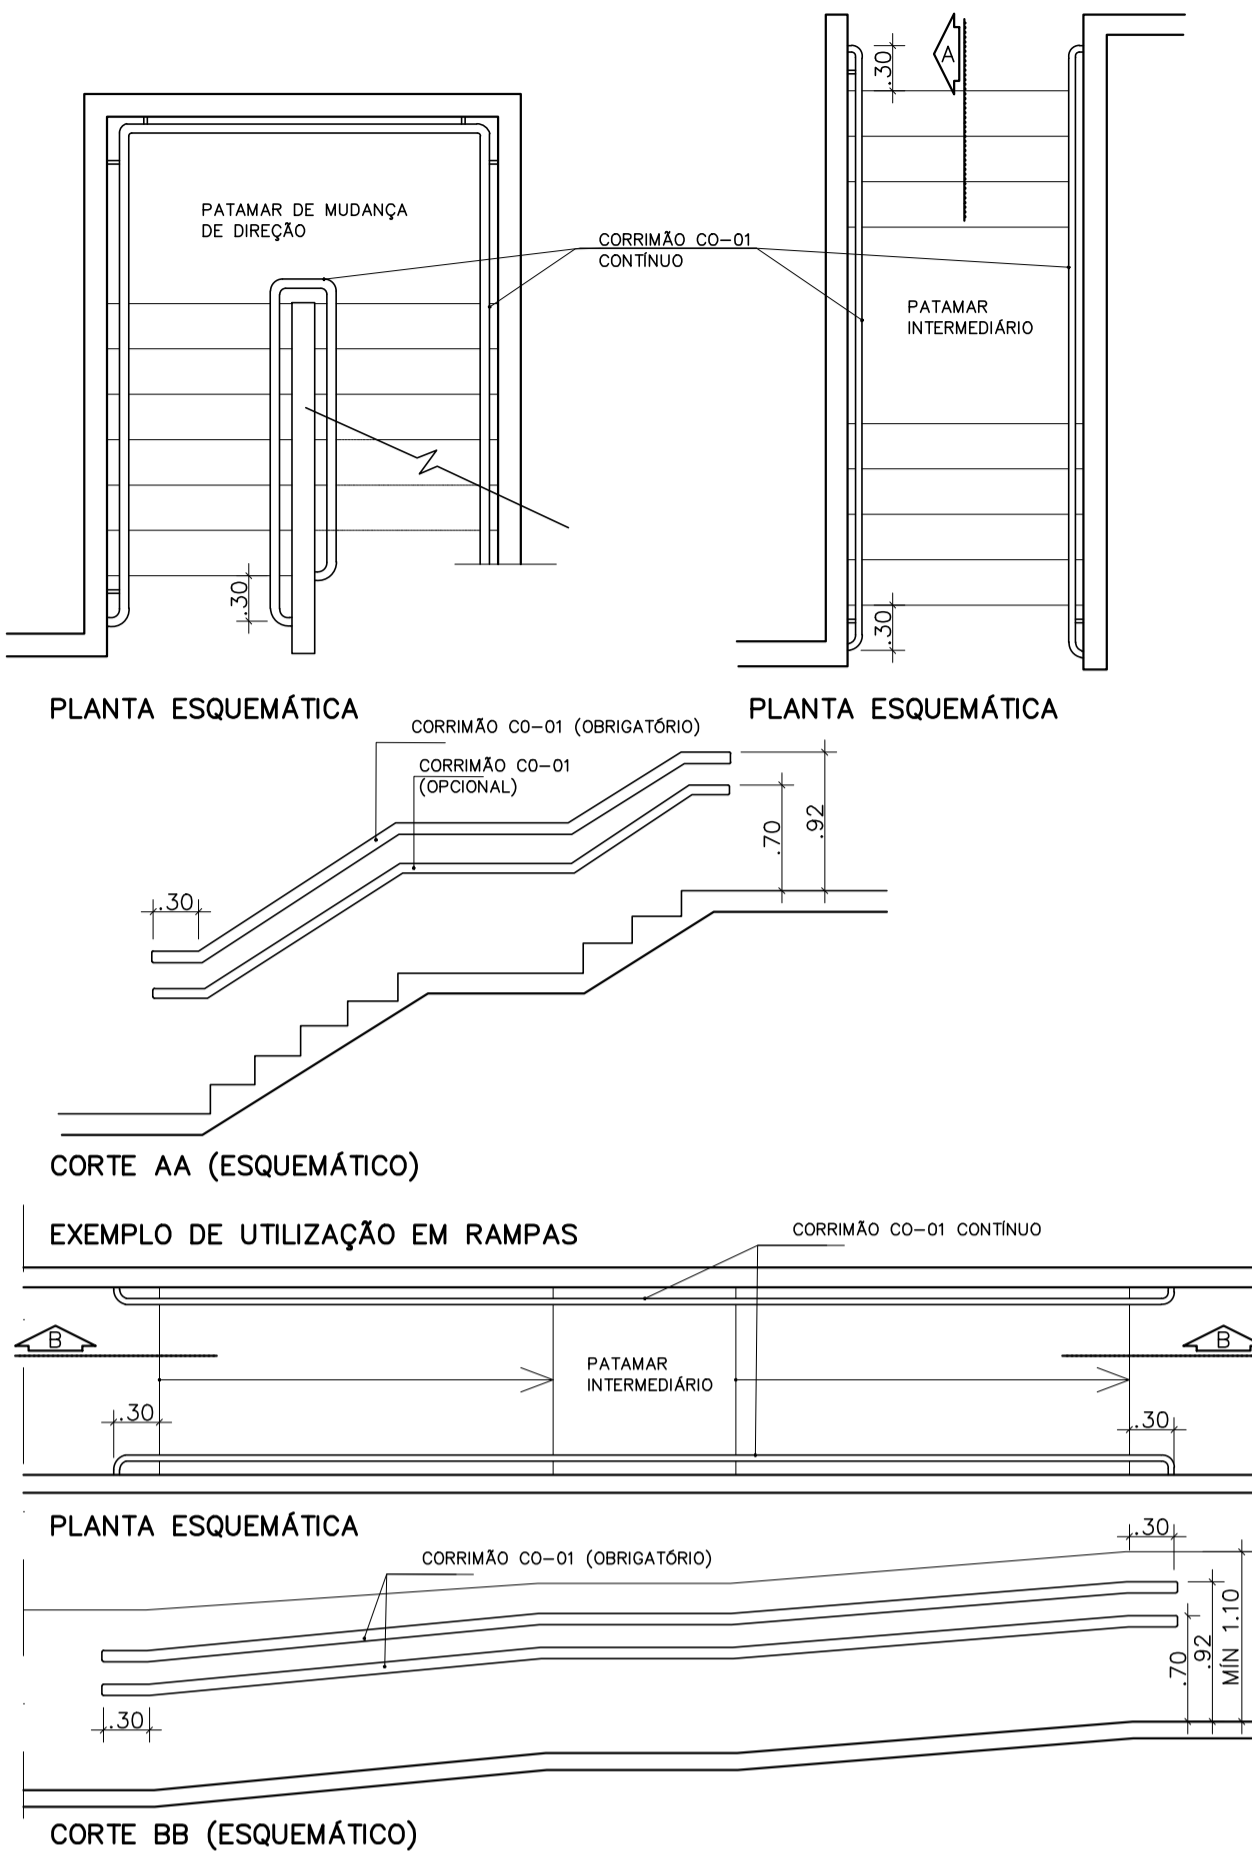 .30
A
PATAMAR DE MUDANÇA
DE DIREÇÃO
CORRIMÃO CO-01
CONTÍNUO
PATAMAR
INTERMEDIÁRIO
.30
.30
PLANTA ESQUEMÁTICA
PLANTA ESQUEMÁTICA
CORRIMÃO CO-01 (OBRIGATÓRIO)
CORRIMÃO CO-01
(OPCIONAL)
.70
.92
.30
CORTE AA (ESQUEMÁTICO)
EXEMPLO DE UTILIZAÇÃO EM RAMPAS
CORRIMÃO CO-01 CONTÍNUO
B
B
PATAMAR
INTERMEDIÁRIO
.30
.30
PLANTA ESQUEMÁTICA
.30
CORRIMÃO CO-01 (OBRIGATÓRIO)
.70
.92
MÍN 1.10
.30
CORTE BB (ESQUEMÁTICO)